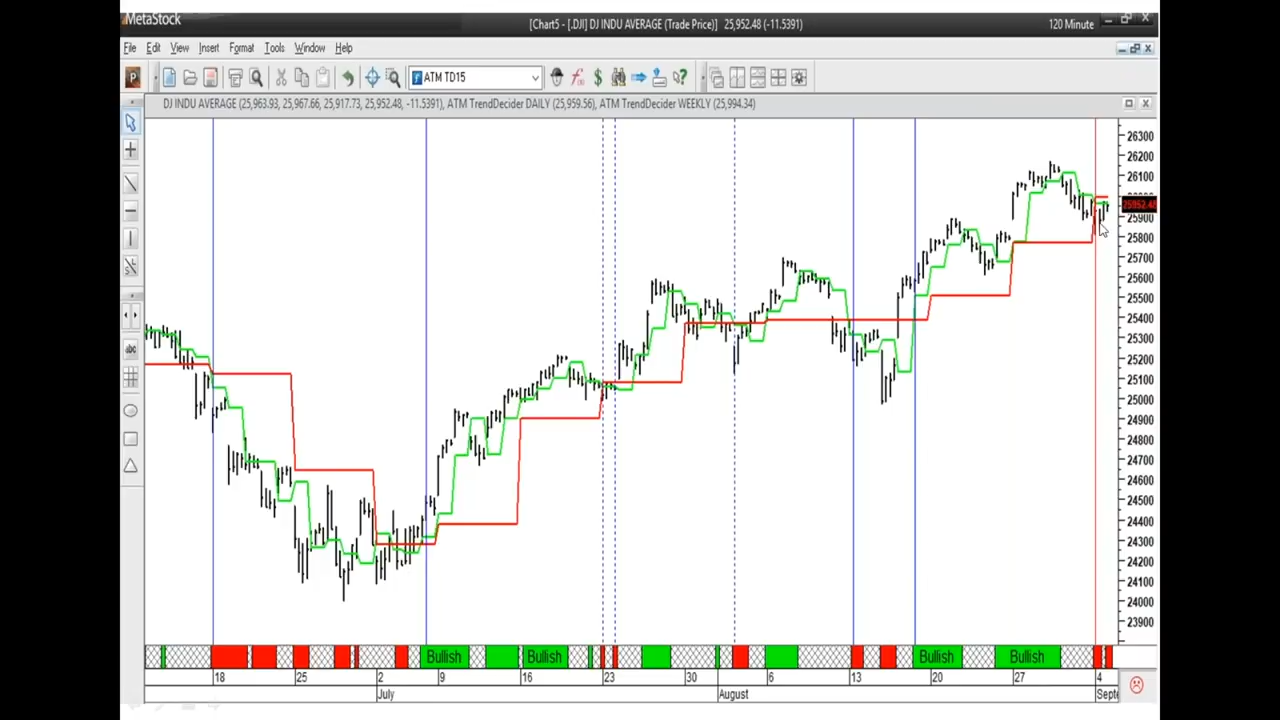 MetaStock
[Chart5 - [.DJI] DJ INDU AVERAGE (Trade Price)] 25,952.48 (-11.5391)
120 Minute
File Edit View Insert Format Tools Window Help
ATM TD15
DJ INDU AVERAGE (25,963.93, 25,967.66, 25,917.73, 25,952.48, -11.5391), ATM TrendDecider DAILY (25,959.56), ATM TrendDecider WEEKLY (25,994.34)
26300
26200
26100
25952.48
25900
25800
25700
25600
25500
25400
25300
25200
25100
25000
24900
24800
24700
24600
24500
24400
24300
24200
24100
24000
23900
abc
Bullish Bullish Bullish Bullish
18 25 2 9 16 23 30 6 13 20 27 4
July August Septe